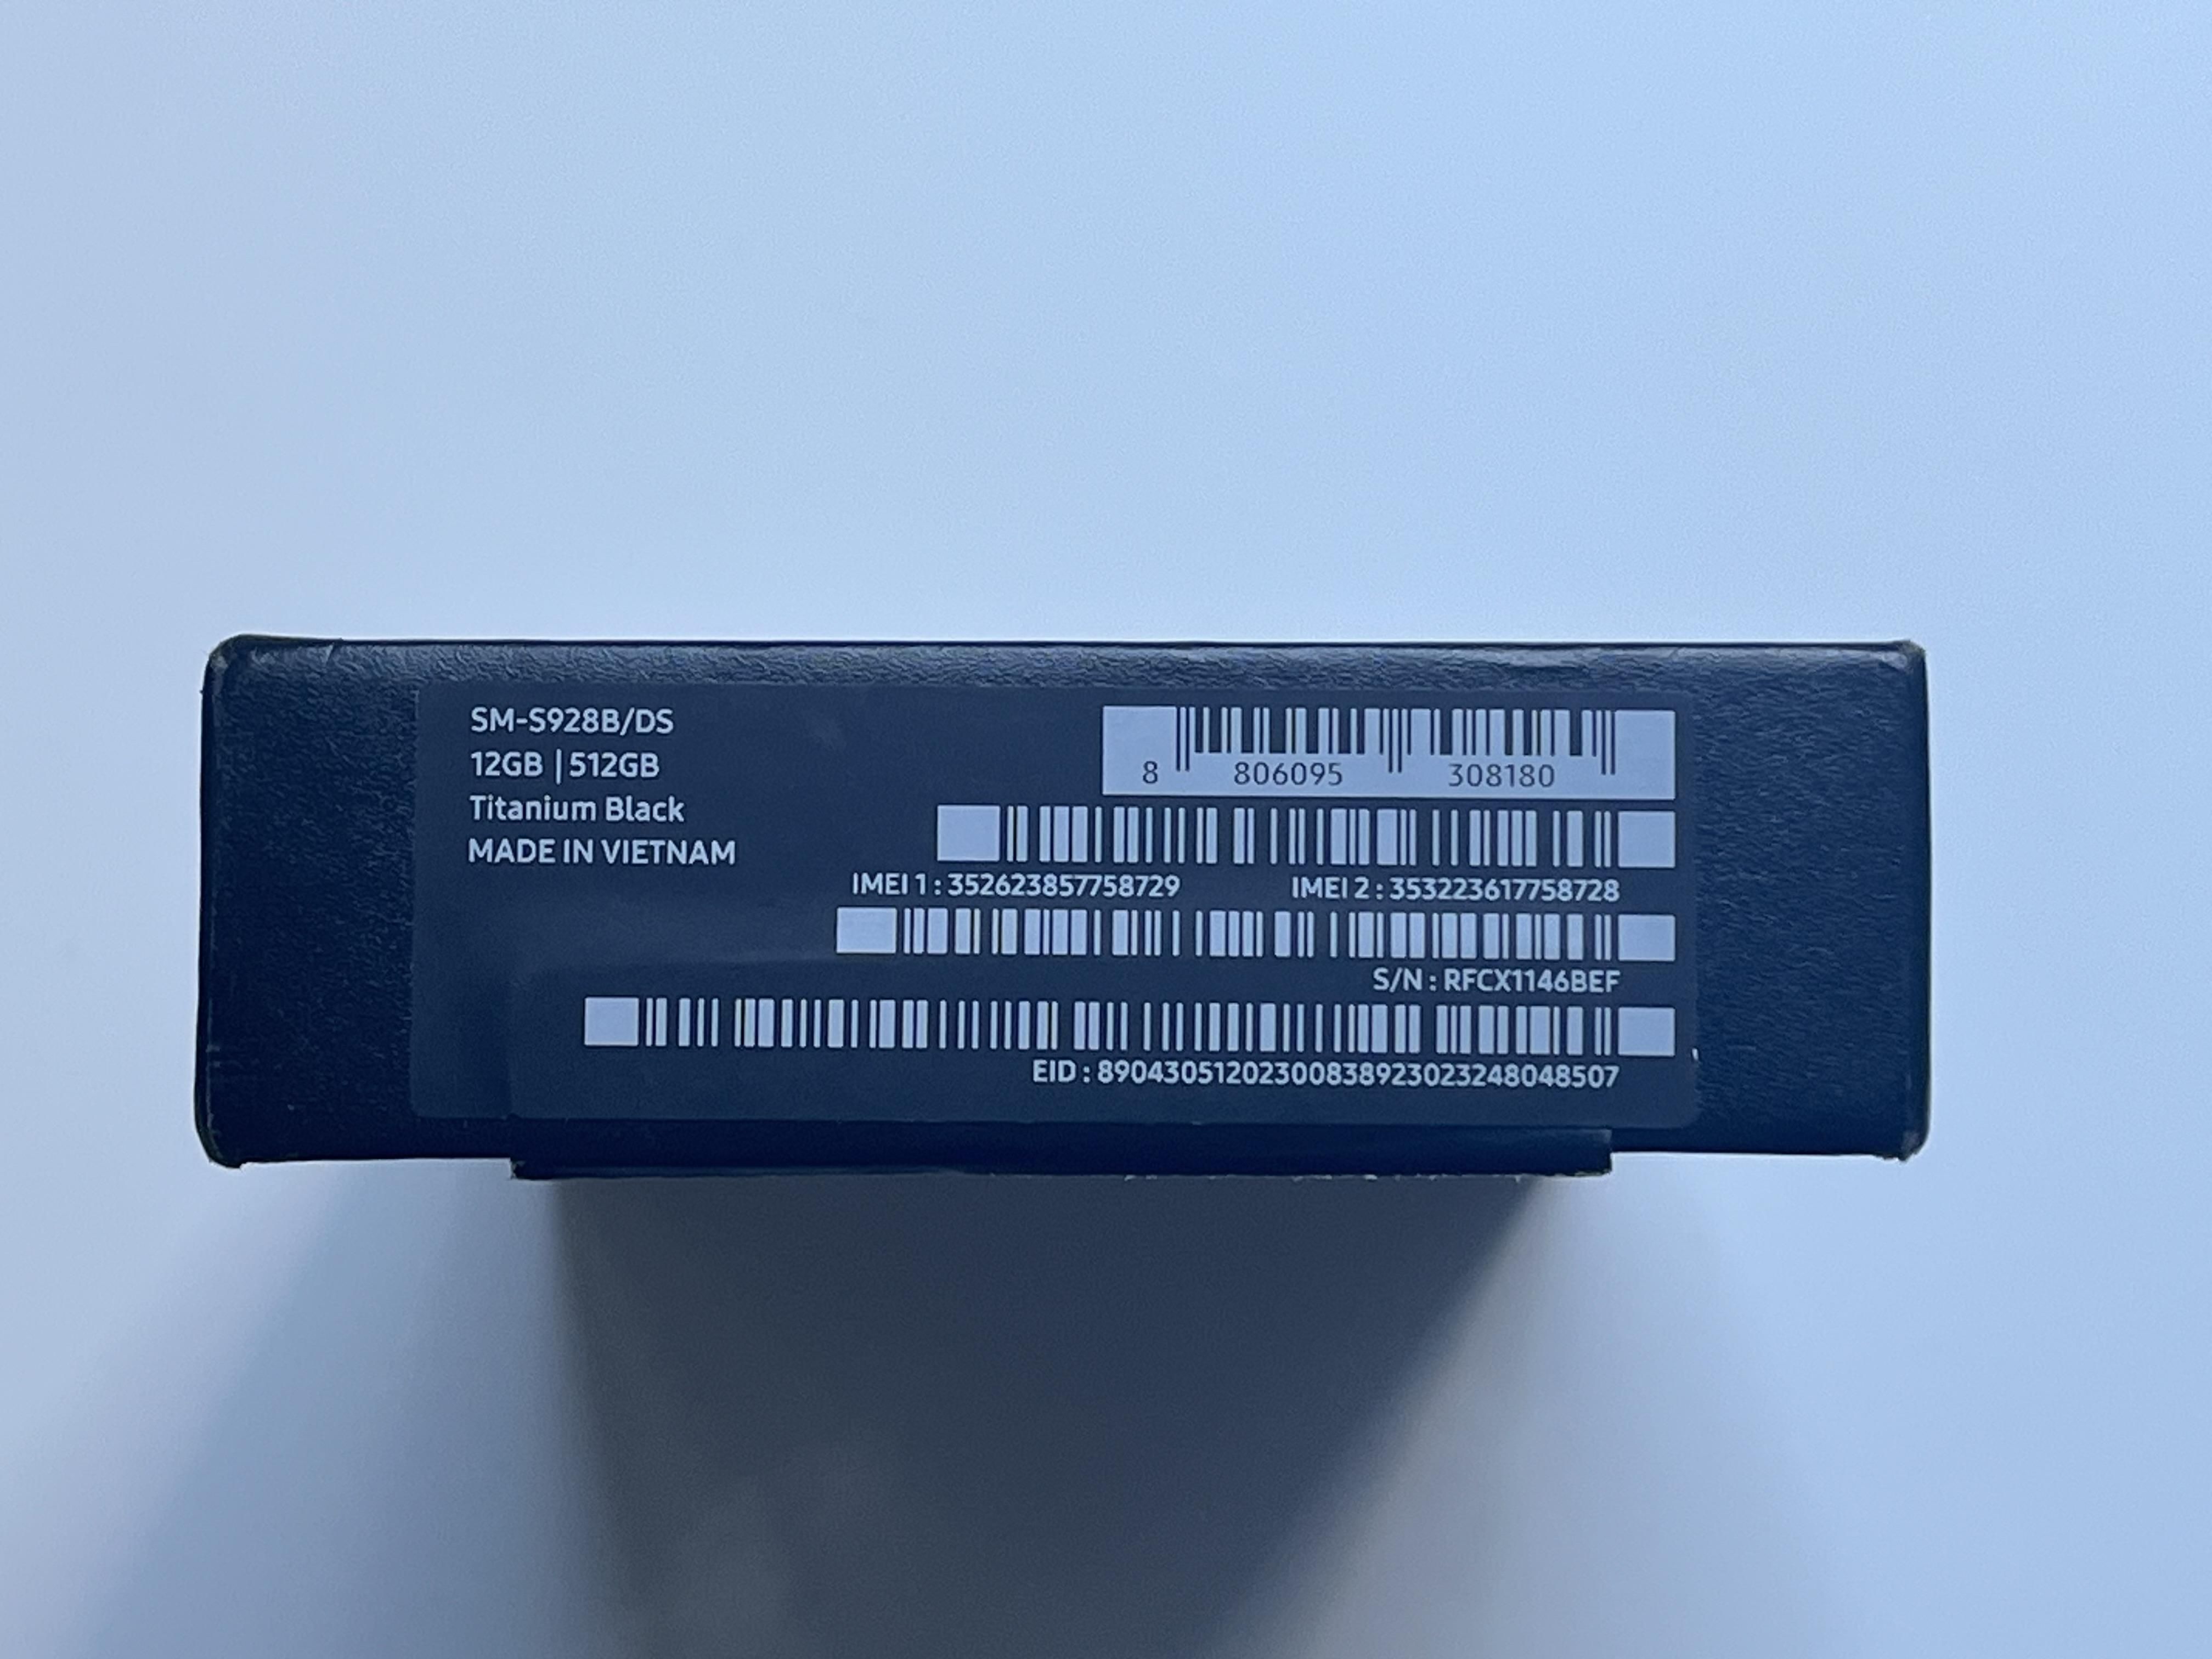 SM-S928B/DS
12GB | 512GB
Titanium Black
MADE IN VIETNAM
8 806095 308180
IMEI 1 : 352623857758729 IMEI 2 : 353223617758728
S/N : RFCX1146BEF
EID : 89043051202300838923023248048507